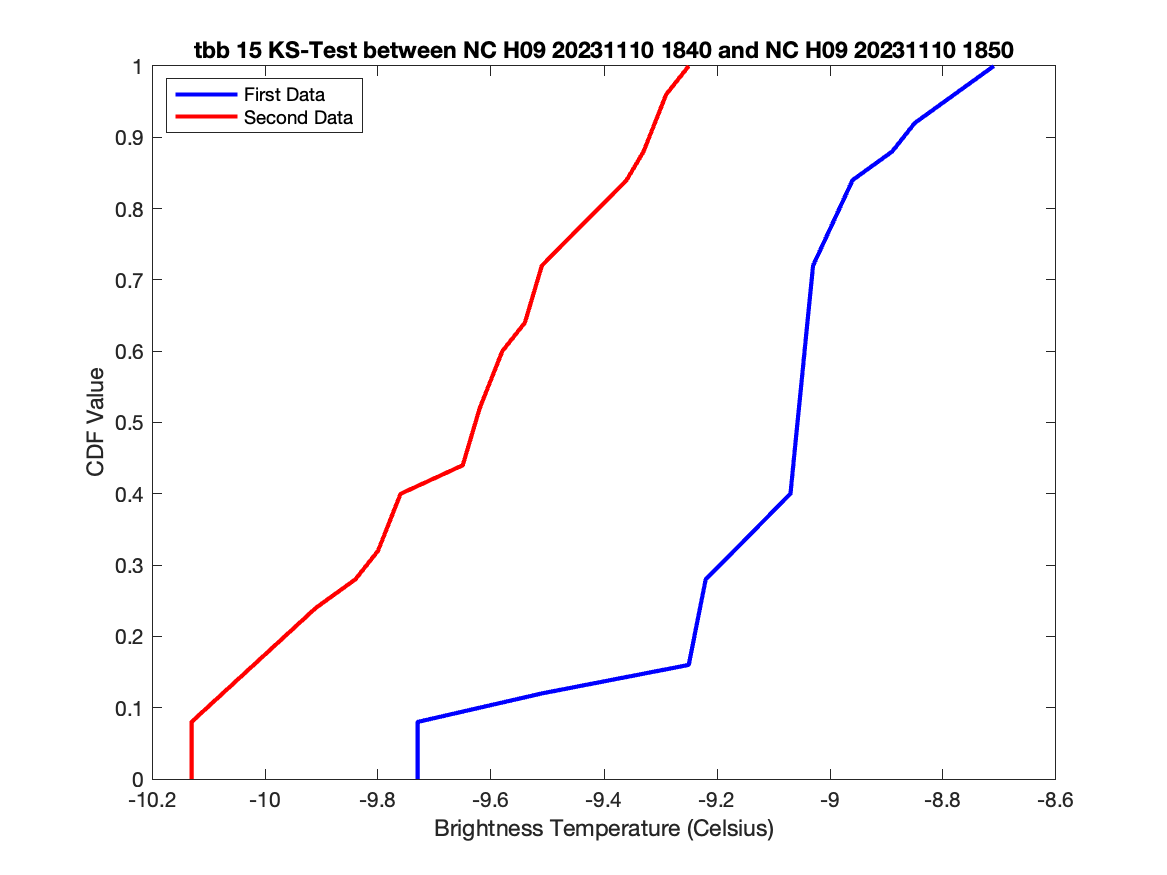 tbb 15 KS-Test between NC H09 20231110 1840 and NC H09 20231110 1850
First Data
Second Data
1
0.9
0.8
0.7
0.6
0.5
0.4
0.3
0.2
0.1
0
CDF Value
-10.2 -10 -9.8 -9.6 -9.4 -9.2 -9 -8.8 -8.6
Brightness Temperature (Celsius)